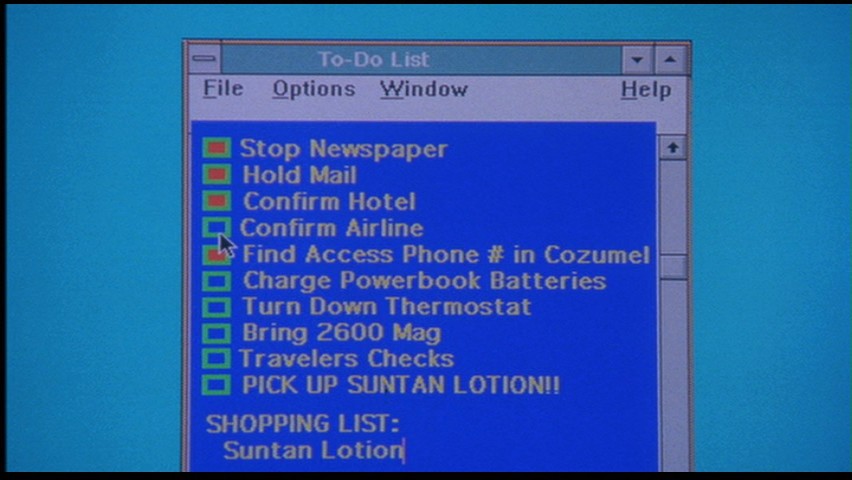 To-Do List
File Options Window Help
Stop Newspaper
Hold Mail
Confirm Hotel
Confirm Airline
Find Access Phone # in Cozumel
Charge Powerbook Batteries
Turn Down Thermostat
Bring 2600 Mag
Travelers Checks
PICK UP SUNTAN LOTION!!
SHOPPING LIST:
Suntan Lotion